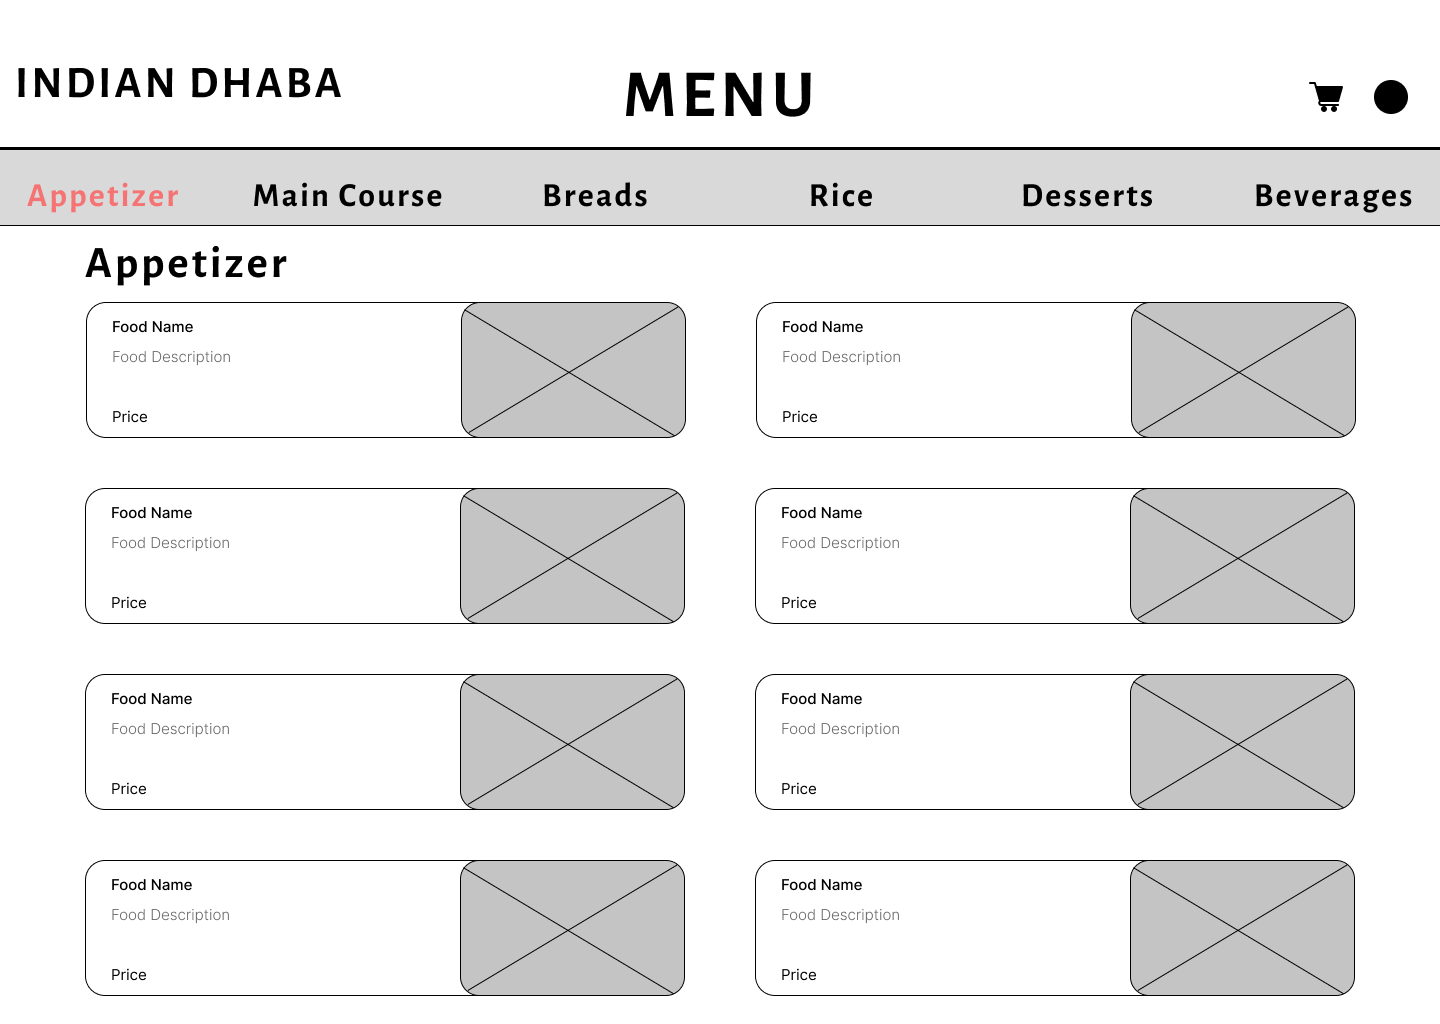 INDIAN DHABA
MENU
Appetizer Main Course Breads Rice Desserts Beverages
Appetizer
Food Name
Food Description
Price
Food Name
Food Description
Price
Food Name
Food Description
Price
Food Name
Food Description
Price
Food Name
Food Description
Price
Food Name
Food Description
Price
Food Name
Food Description
Price
Food Name
Food Description
Price